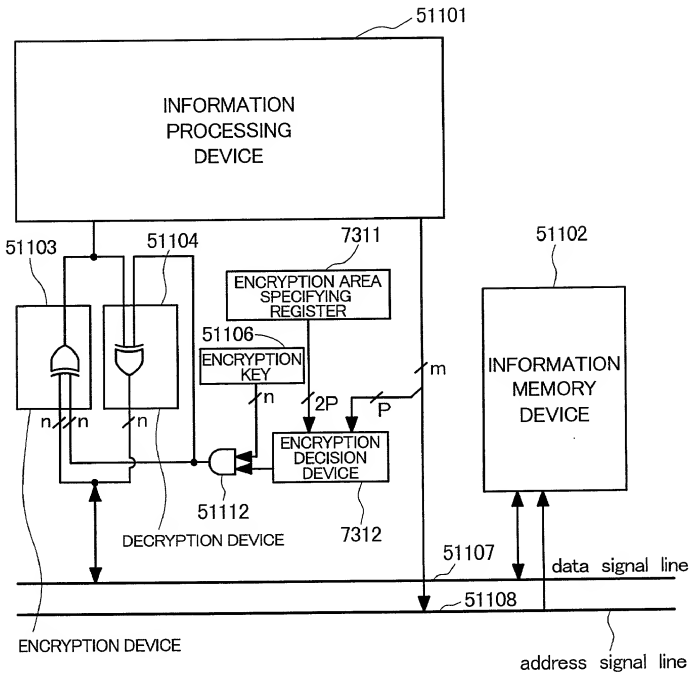 51101
INFORMATION
PROCESSING
DEVICE
51103
51104
7311
51102
ENCRYPTION AREA
SPECIFYING
REGISTER
51106
ENCRYPTION
KEY
INFORMATION
MEMORY
DEVICE
m
n
2P
P
n
n
n
ENCRYPTION
DECISION
DEVICE
51112
7312
DECRYPTION DEVICE
51107
data signal line
51108
ENCRYPTION DEVICE
address signal line